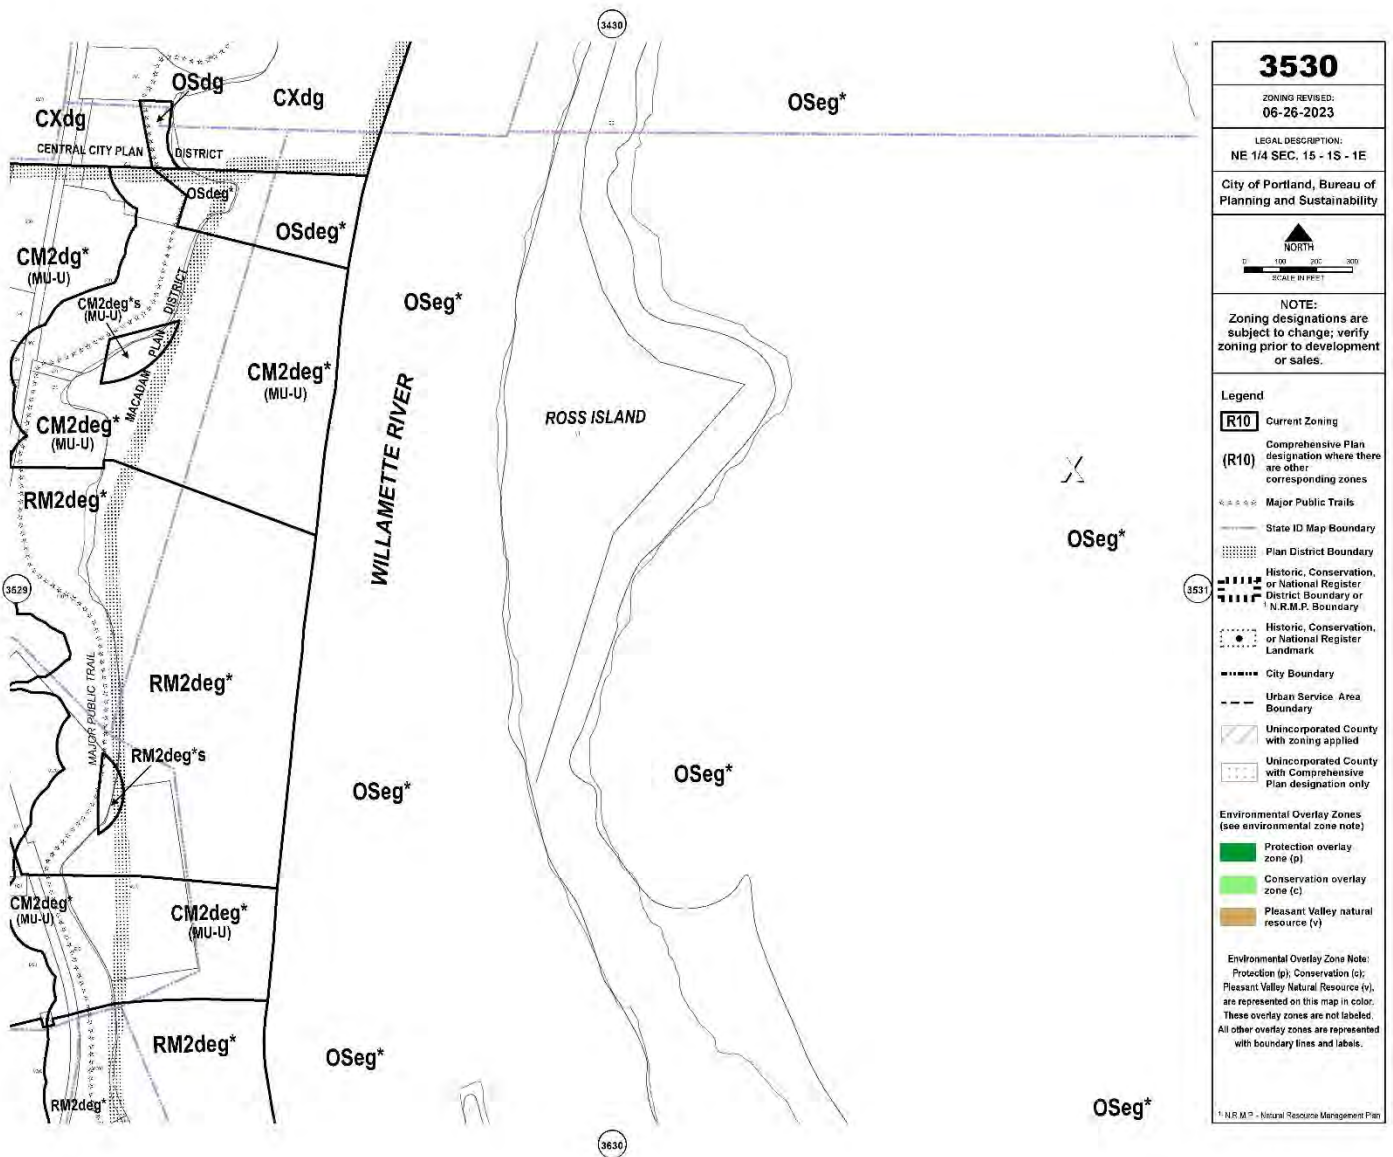 3430
OSdg
CXdg
OSeg*
CXdg
CENTRAL CITY PLAN DISTRICT
OSdeg*
OSdeg*
CM2dg*
(MU-U)
CM2deg*s
(MU-U)
MACADAM PLAN DISTRICT
OSeg*
CM2deg*
(MU-U)
CM2deg*
(MU-U)
WILLAMETTE RIVER
ROSS ISLAND
RM2deg*
OSeg*
3529
3531
MAJOR PUBLIC TRAIL
RM2deg*
RM2deg*s
OSeg*
OSeg*
CM2deg*
(MU-U)
CM2deg*
(MU-U)
RM2deg*
OSeg*
RM2deg*
OSeg*
3630
3530
ZONING REVISED:
06-26-2023
LEGAL DESCRIPTION:
NE 1/4 SEC. 15 - 1S - 1E
City of Portland, Bureau of
Planning and Sustainability
NORTH
0 100 200 300
SCALE IN FEET
NOTE:
Zoning designations are
subject to change; verify
zoning prior to development
or sales.
Legend
R10 Current Zoning
(R10) Comprehensive Plan
designation where there
are other
corresponding zones
Major Public Trails
State ID Map Boundary
Plan District Boundary
Historic, Conservation,
or National Register
District Boundary or
¹ N.R.M.P. Boundary
Historic, Conservation,
or National Register
Landmark
City Boundary
Urban Service Area
Boundary
Unincorporated County
with zoning applied
Unincorporated County
with Comprehensive
Plan designation only
Environmental Overlay Zones
(see environmental zone note)
Protection overlay
zone (p)
Conservation overlay
zone (c)
Pleasant Valley natural
resource (v)
Environmental Overlay Zone Note:
Protection (p); Conservation (c);
Pleasant Valley Natural Resource (v),
are represented on this map in color.
These overlay zones are not labeled.
All other overlay zones are represented
with boundary lines and labels.
¹ N.R.M.P. - Natural Resource Management Plan